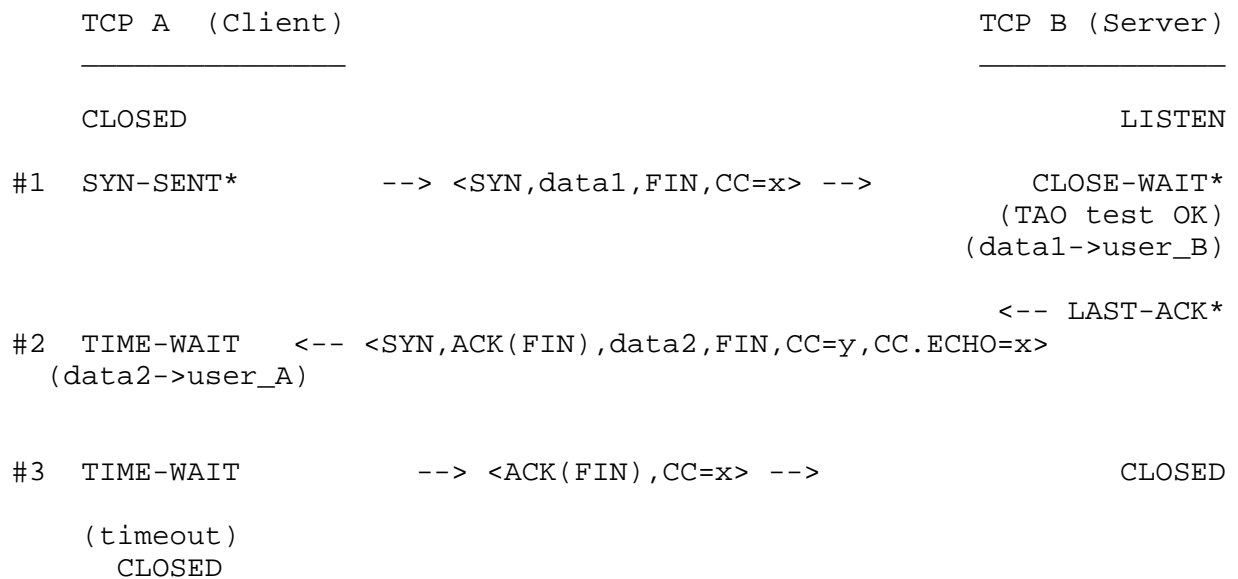 TCP A  (Client)                                     TCP B (Server)
_______________                                     ______________
CLOSED                                                      LISTEN
#1  SYN-SENT*        --> <SYN,data1,FIN,CC=x> -->         CLOSE-WAIT*
(TAO test OK)
(data1->user_B)
<-- LAST-ACK*
#2  TIME-WAIT   <-- <SYN,ACK(FIN),data2,FIN,CC=y,CC.ECHO=x>
(data2->user_A)
#3  TIME-WAIT          --> <ACK(FIN),CC=x> -->                 CLOSED
(timeout)
CLOSED